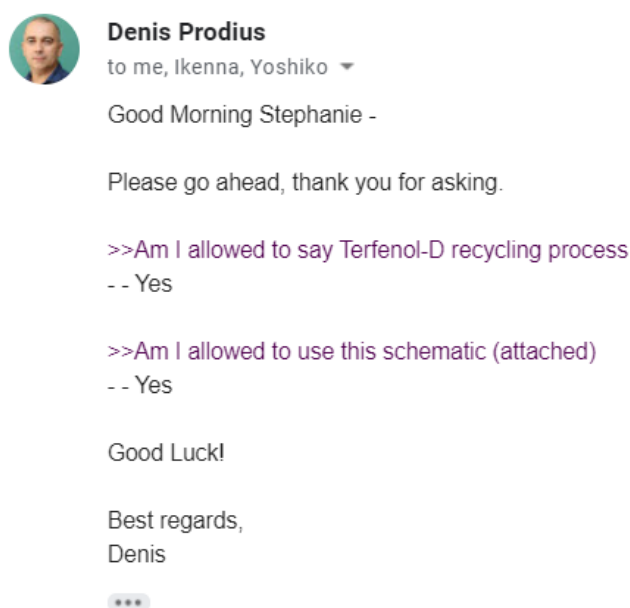 Denis Prodius
to me, Ikenna, Yoshiko
Good Morning Stephanie -
Please go ahead, thank you for asking.
>>Am I allowed to say Terfenol-D recycling process
- - Yes
>>Am I allowed to use this schematic (attached)
- - Yes
Good Luck!
Best regards,
Denis